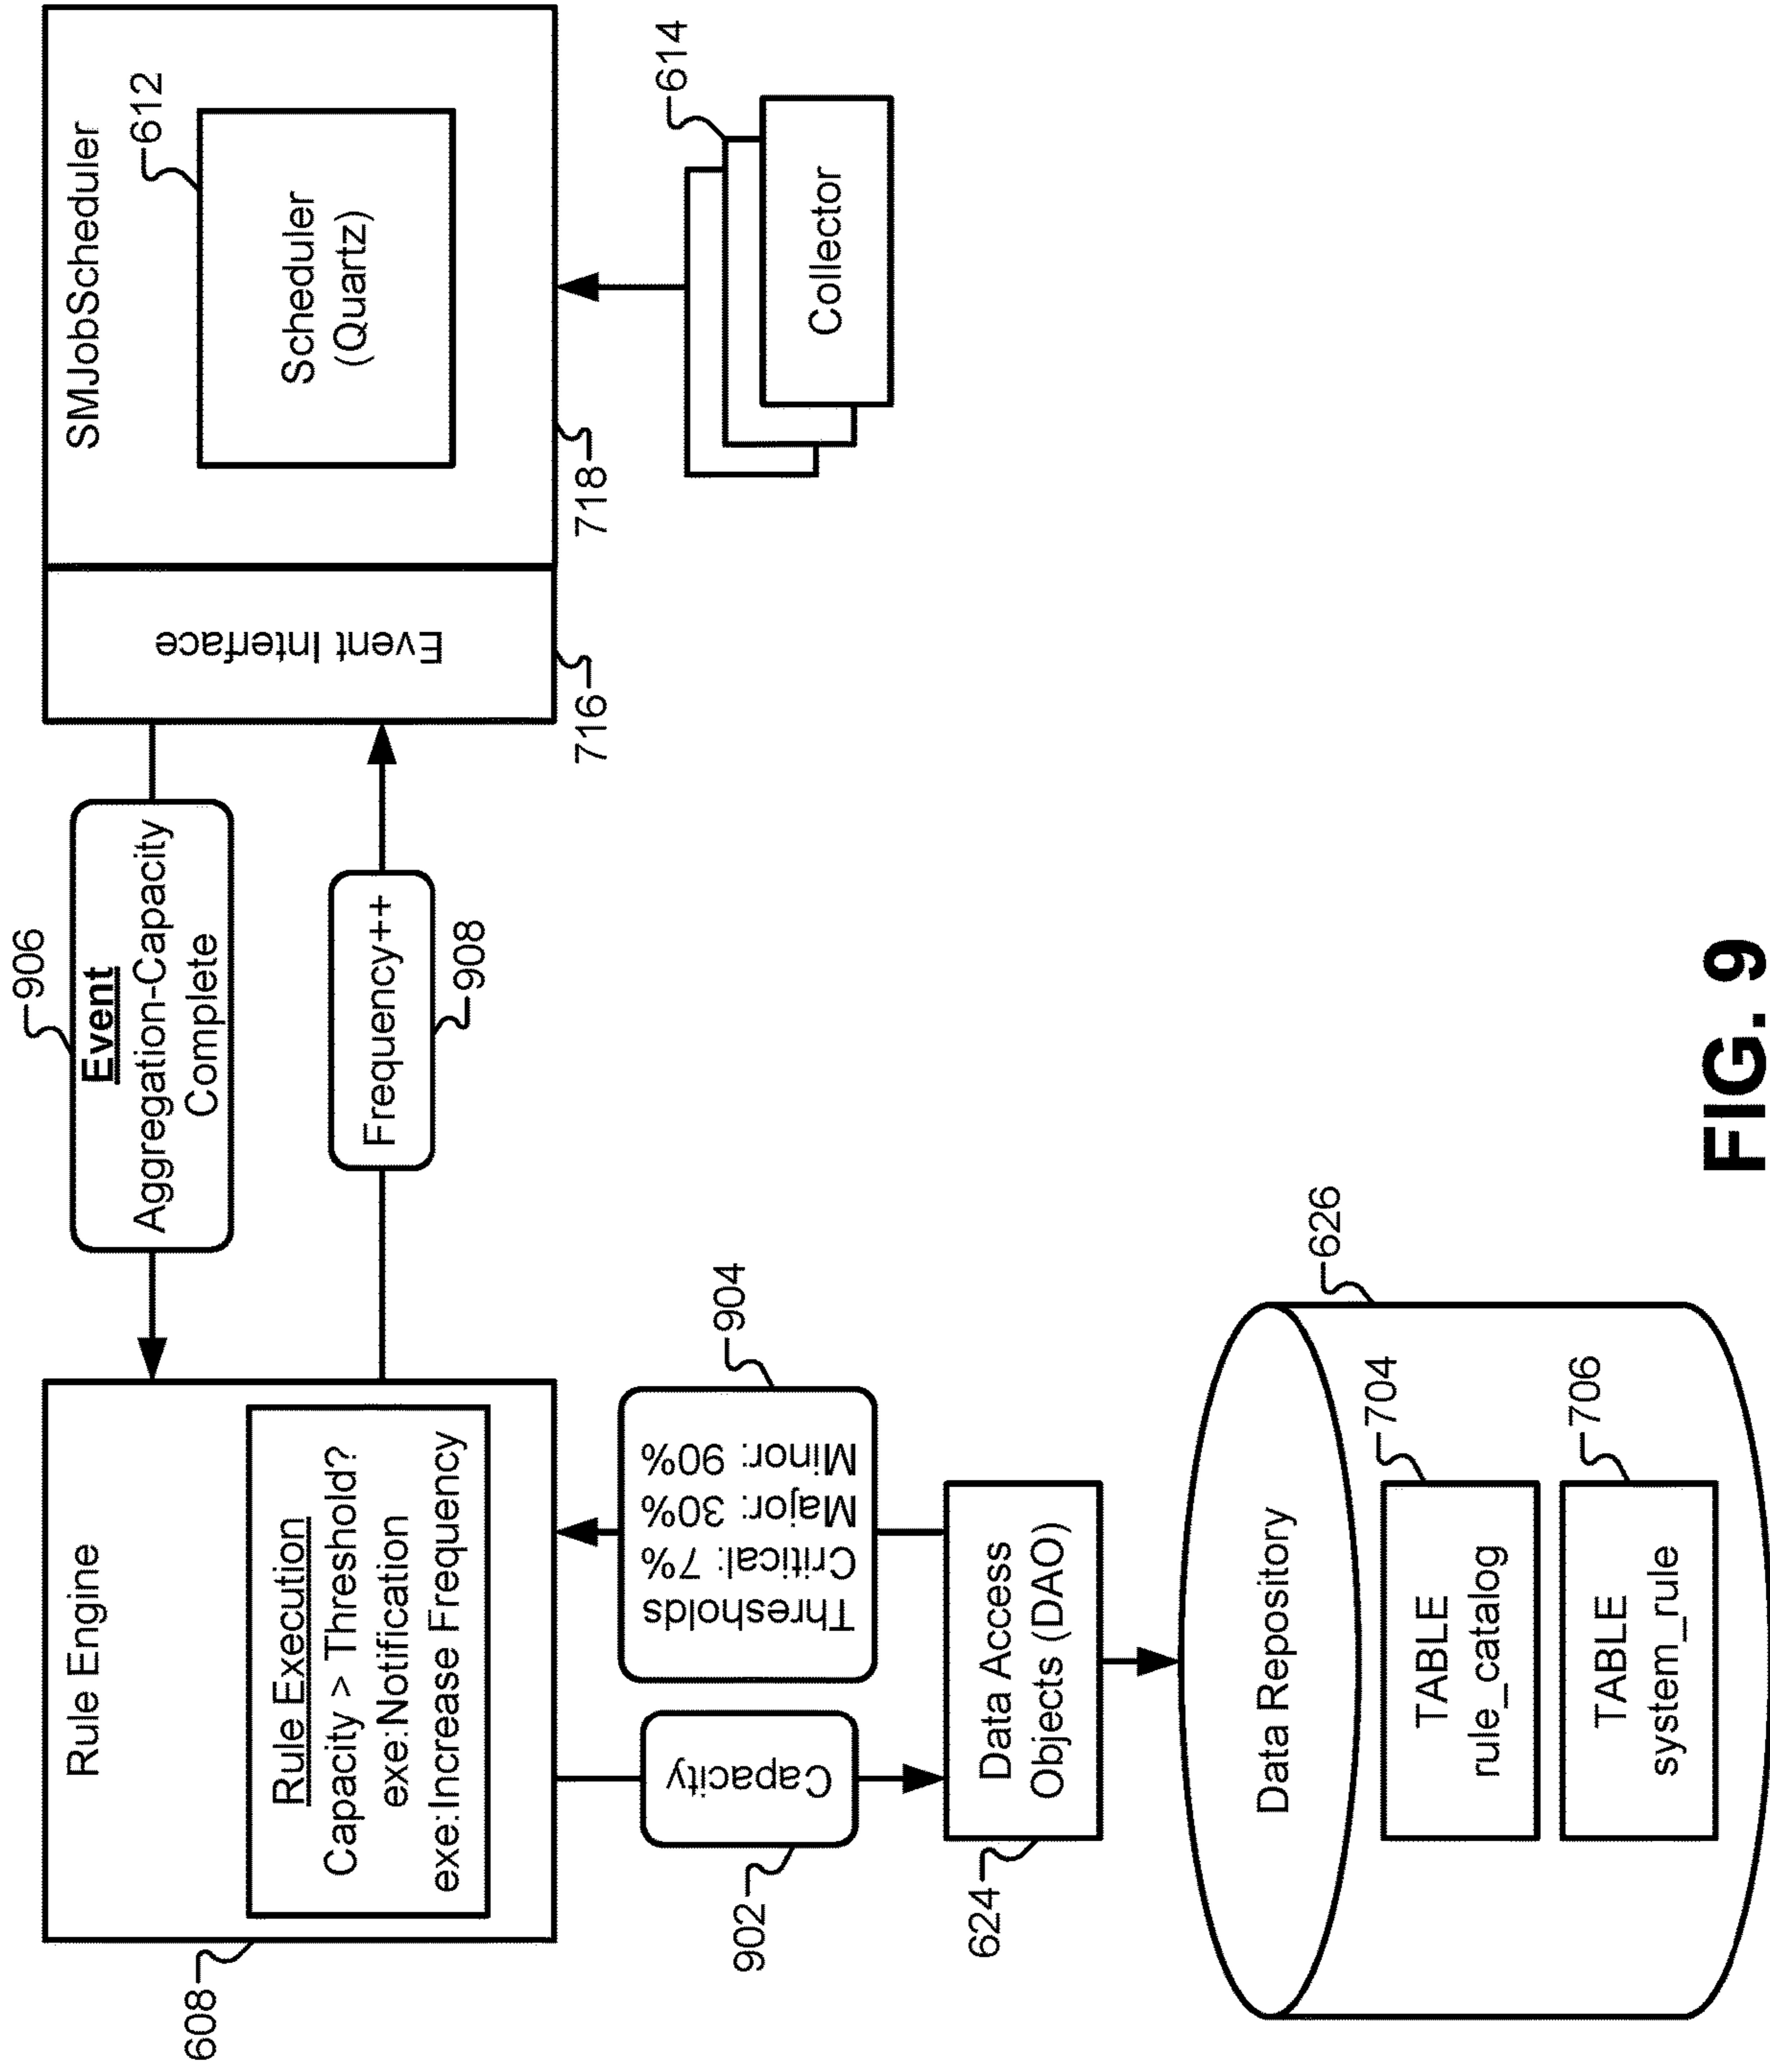 Rule Engine
Rule Execution
Capacity > Threshold?
exe:Notification
exe:Increase Frequency
608
906
Event
Aggregation-Capacity
Complete
Frequency++
908
Event Interface
716
SMJobScheduler
Scheduler
(Quartz)
612
718
614
Collector
Capacity
902
Thresholds
Critical: 7%
Major: 30%
Minor: 90%
904
Data Access
Objects (DAO)
624
Data Repository
626
TABLE
rule_catalog
704
TABLE
system_rule
706
FIG. 9